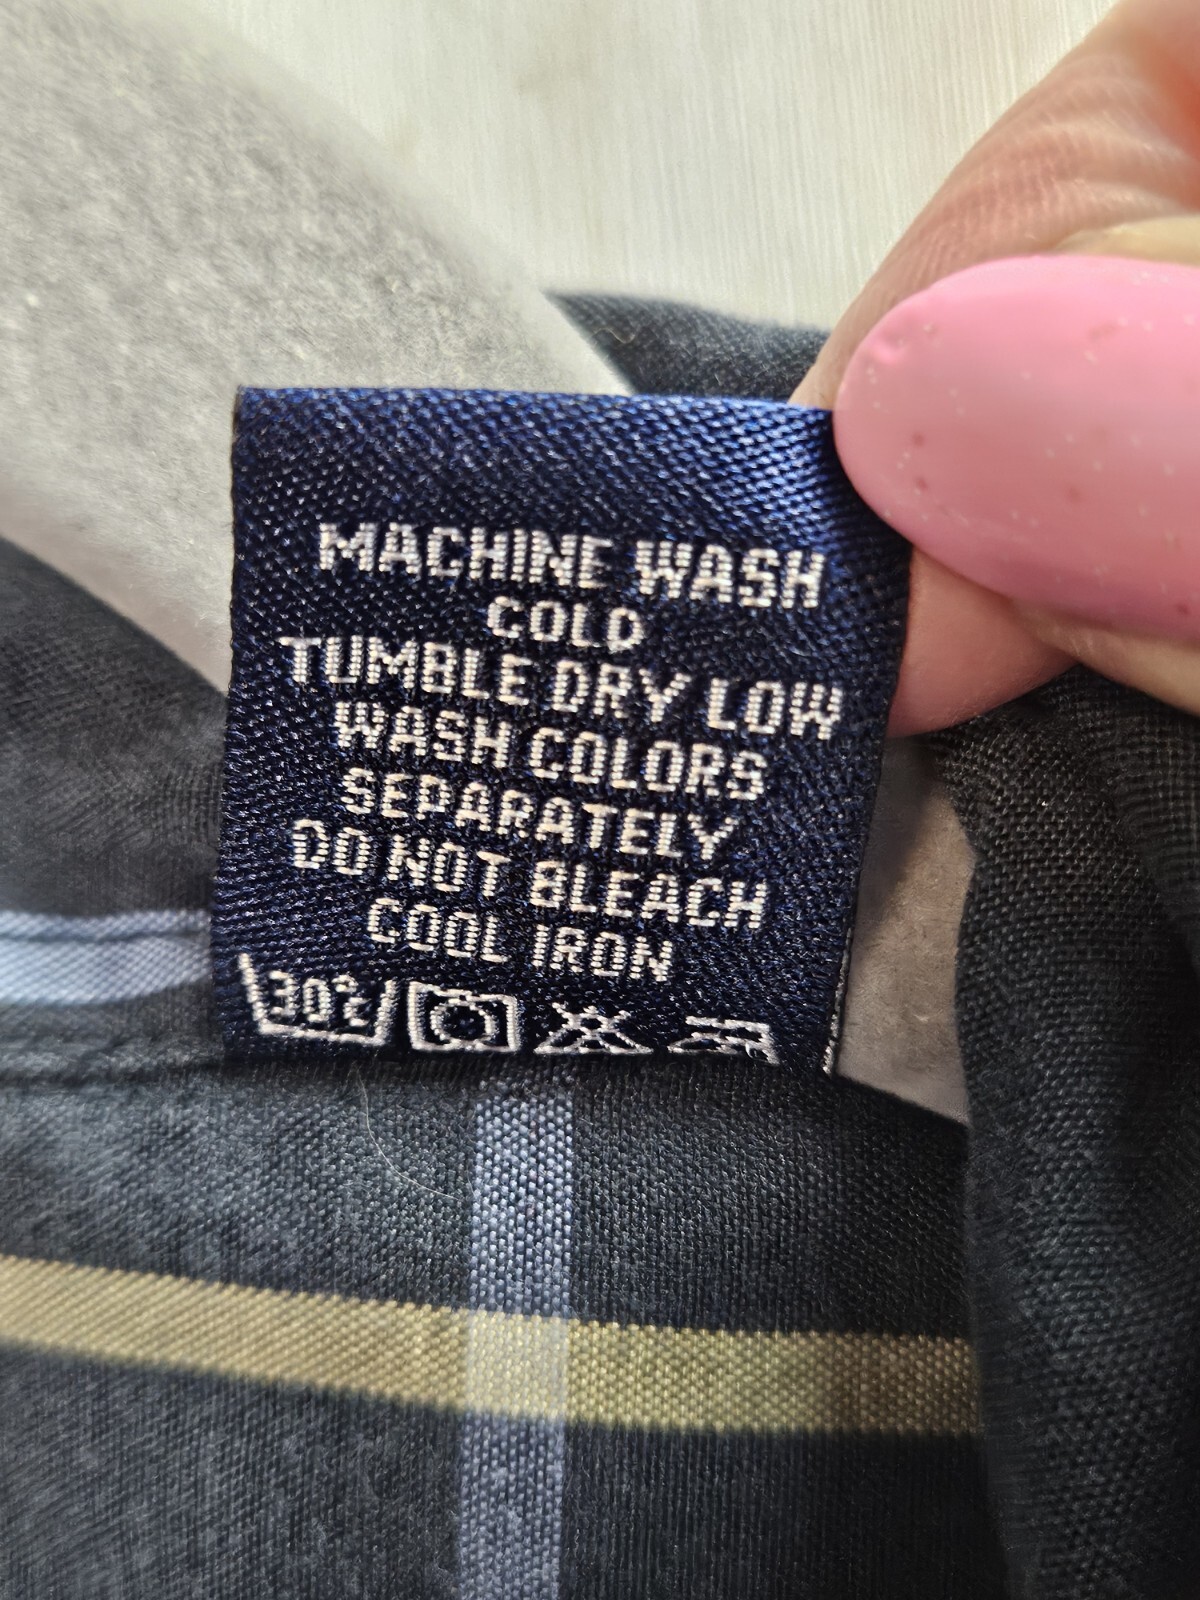 MACHINE WASH
COLD
TUMBLE DRY LOW
WASH COLORS
SEPARATELY
DO NOT BLEACH
COOL IRON
30°